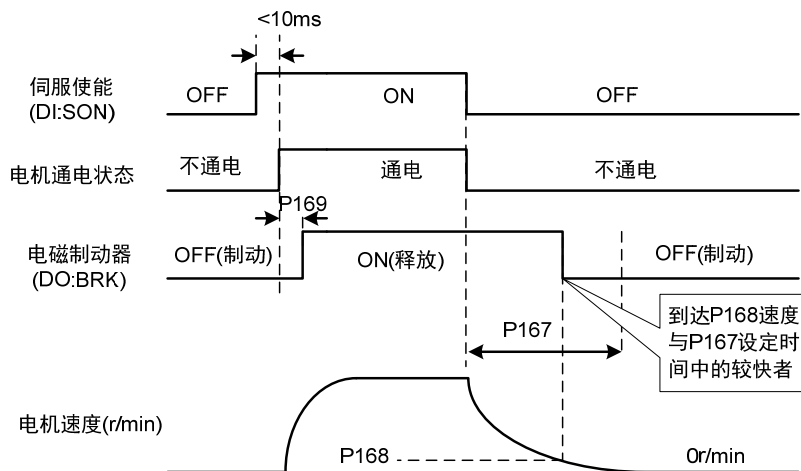 <10ms
伺服使能
(DI:SON)
OFF
ON
OFF
电机通电状态
不通电
通电
不通电
P169
电磁制动器
(DO:BRK)
OFF(制动)
ON(释放)
OFF(制动)
到达P168速度
与P167设定时
间中的较快者
P167
电机速度(r/min)
P168
0r/min